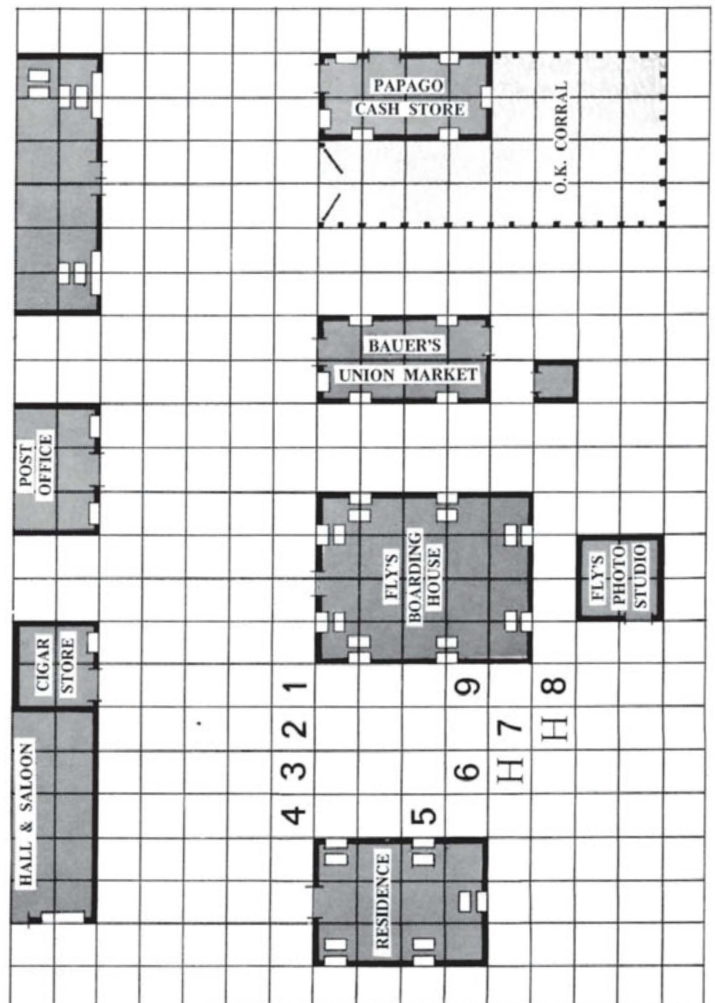 PAPAGO
CASH STORE
O.K. CORRAL
BAUER'S
UNION MARKET
POST
OFFICE
FLY'S
BOARDING
HOUSE
FLY'S
PHOTO
STUDIO
CIGAR
STORE
HALL & SALOON
1
2
3
4
9
8
7
H
6
H
5
RESIDENCE